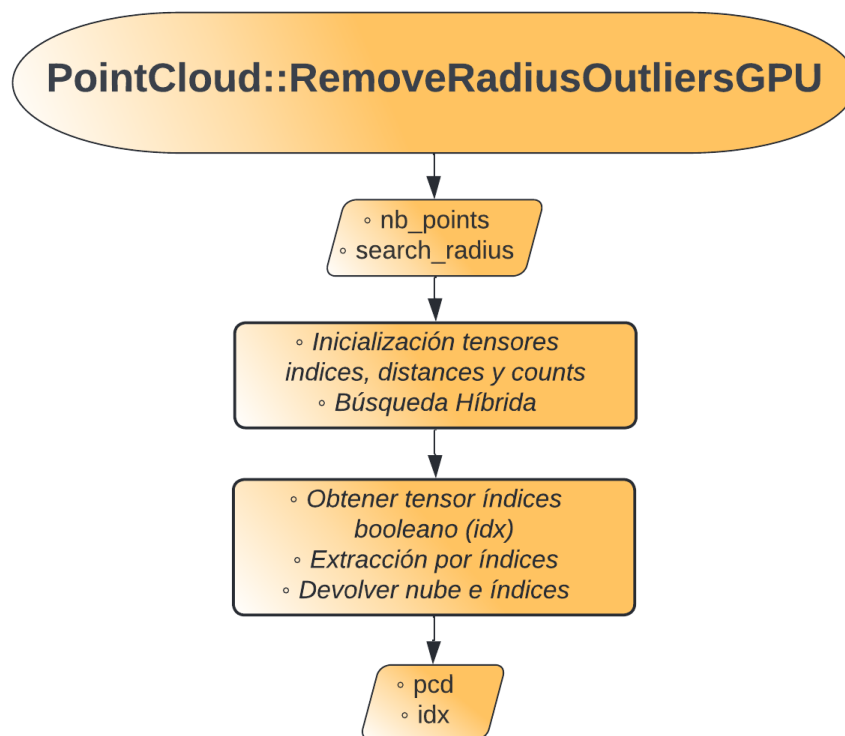 PointCloud::RemoveRadiusOutliersGPU
◦ nb_points
◦ search_radius
◦ Inicialización tensores
indices, distances y counts
◦ Búsqueda Híbrida
◦ Obtener tensor índices
booleano (idx)
◦ Extracción por índices
◦ Devolver nube e índices
◦ pcd
◦ idx